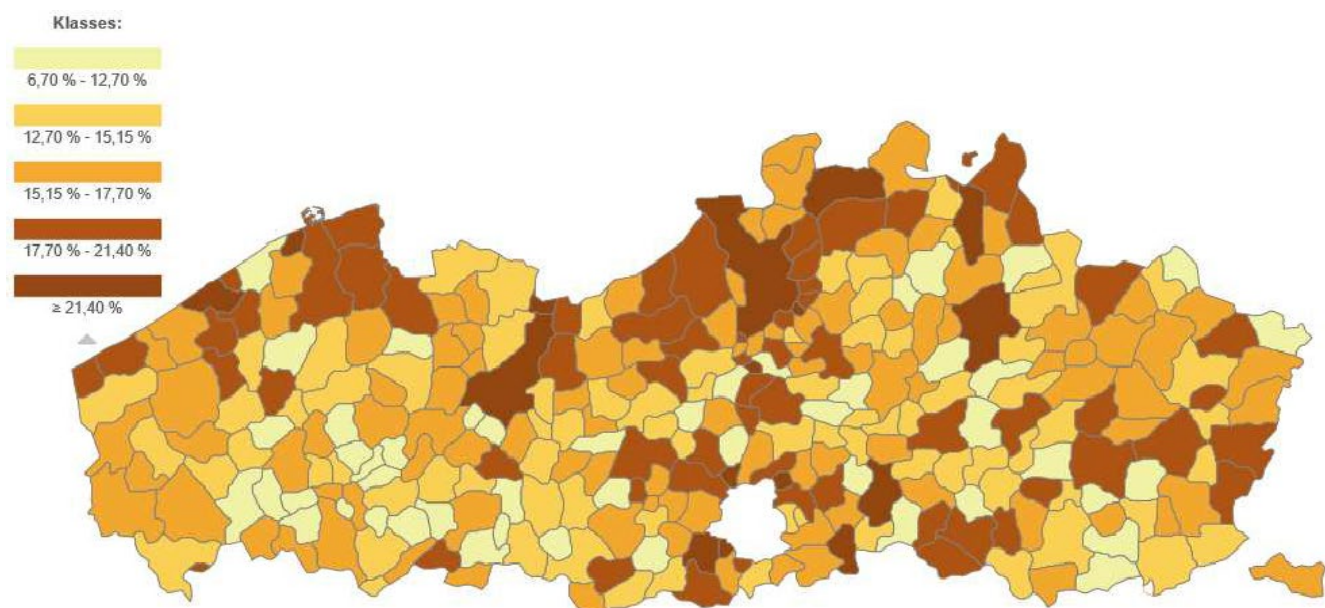 Klasses:
6,70 % - 12,70 %
12,70 % - 15,15 %
15,15 % - 17,70 %
17,70 % - 21,40 %
≥ 21,40 %